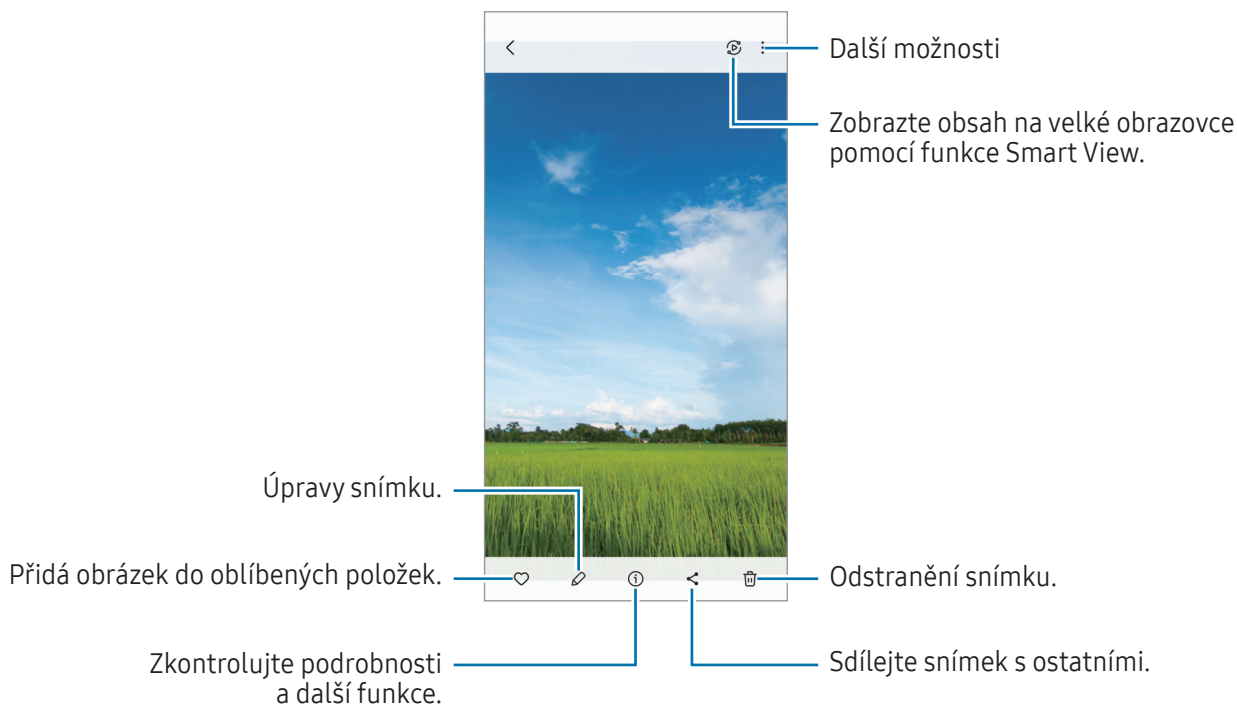 Další možnosti
Zobrazte obsah na velké obrazovce
pomocí funkce Smart View.
Úpravy snímku.
Přidá obrázek do oblíbených položek.
Odstranění snímku.
Zkontrolujte podrobnosti
a další funkce.
Sdílejte snímek s ostatními.